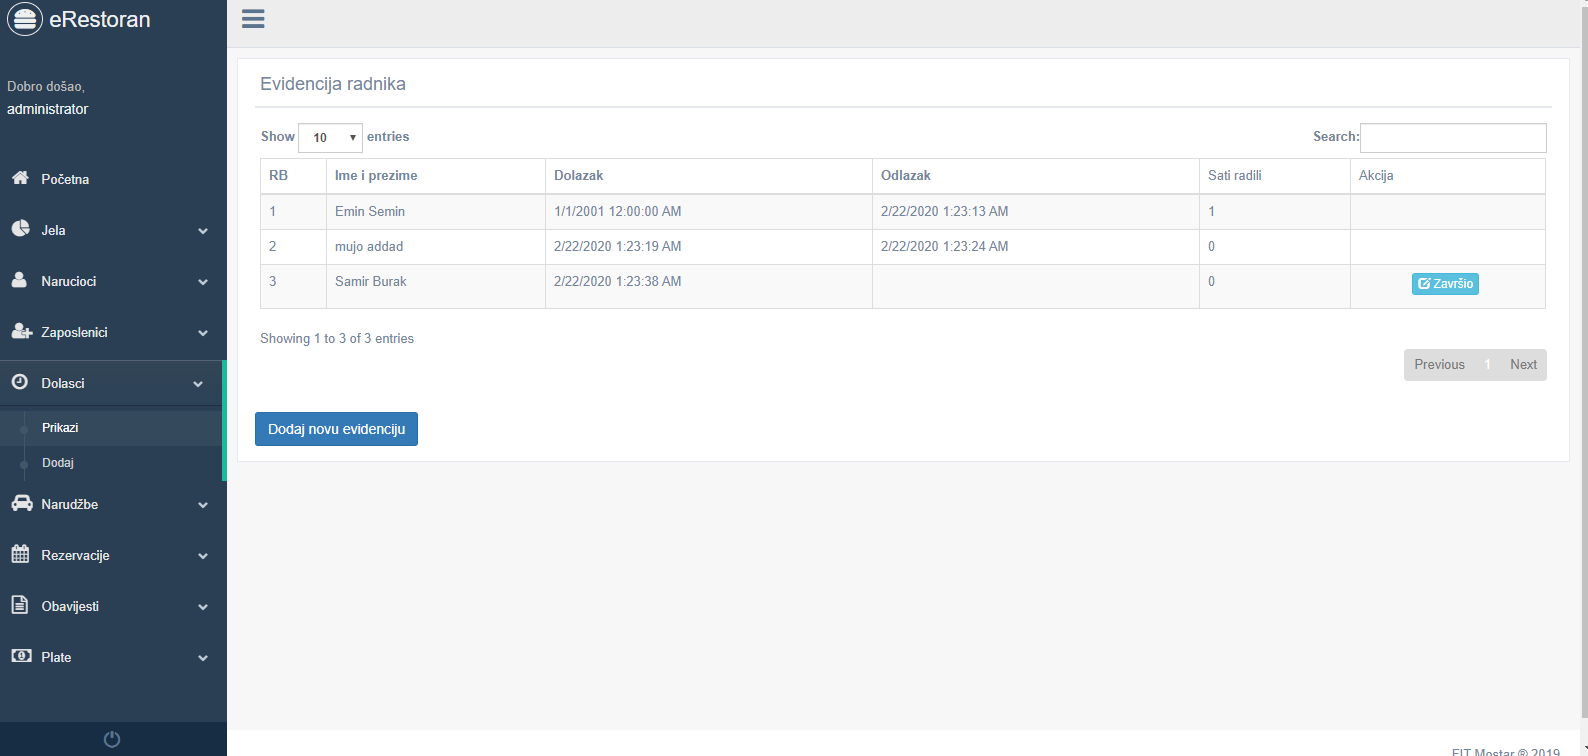 eRestoran
Dobro došao,
administrator
Početna
Jela
Narucioci
Zaposlenici
Dolasci
Prikazi
Dodaj
Narudžbe
Rezervacije
Obavijesti
Plate
Evidencija radnika
Show 10 entries
Search:
RB Ime i prezime Dolazak Odlazak Sati radili Akcija
1 Emin Semin 1/1/2001 12:00:00 AM 2/22/2020 1:23:13 AM 1
2 mujo addad 2/22/2020 1:23:19 AM 2/22/2020 1:23:24 AM 0
3 Samir Burak 2/22/2020 1:23:38 AM 0 Završio
Showing 1 to 3 of 3 entries
Previous 1 Next
Dodaj novu evidenciju
FIT Mostar ® 2019